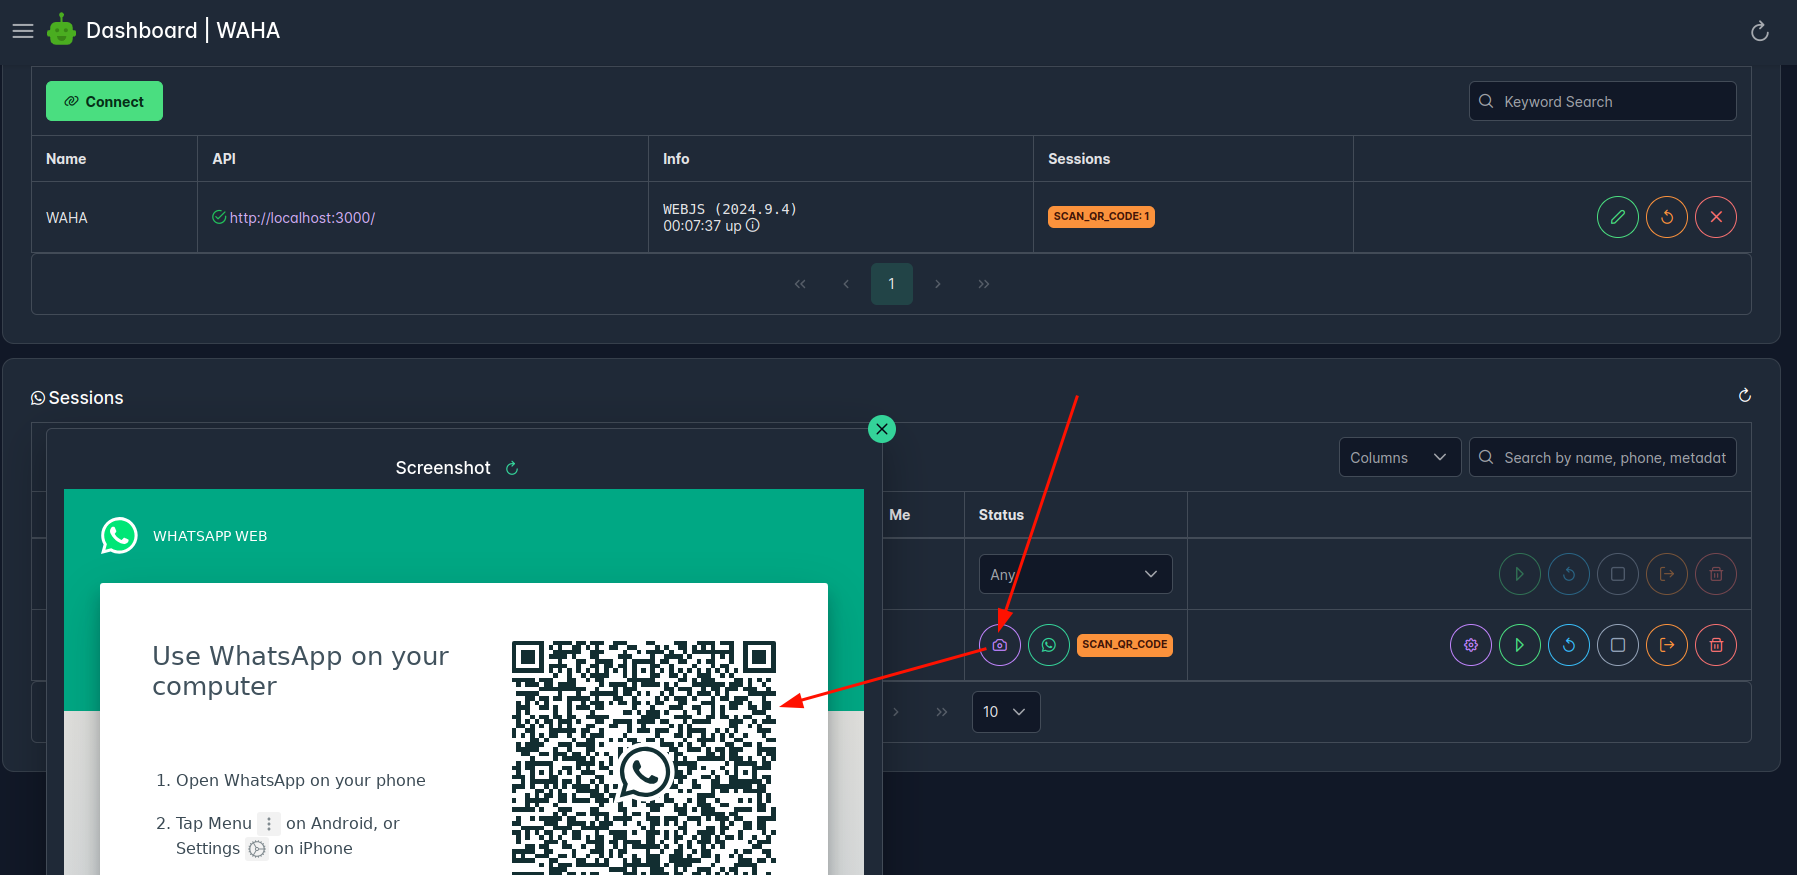 Dashboard | WAHA
Connect
Keyword Search
Name API Info Sessions
WAHA http://localhost:3000/ WEBJS (2024.9.4) SCAN_QR_CODE: 1
00:07:37 up
1
Sessions
Columns Search by name, phone, metadat
Screenshot
Me Status
WHATSAPP WEB
Any
SCAN_QR_CODE
10
Use WhatsApp on your
computer
1. Open WhatsApp on your phone
2. Tap Menu on Android, or
Settings on iPhone